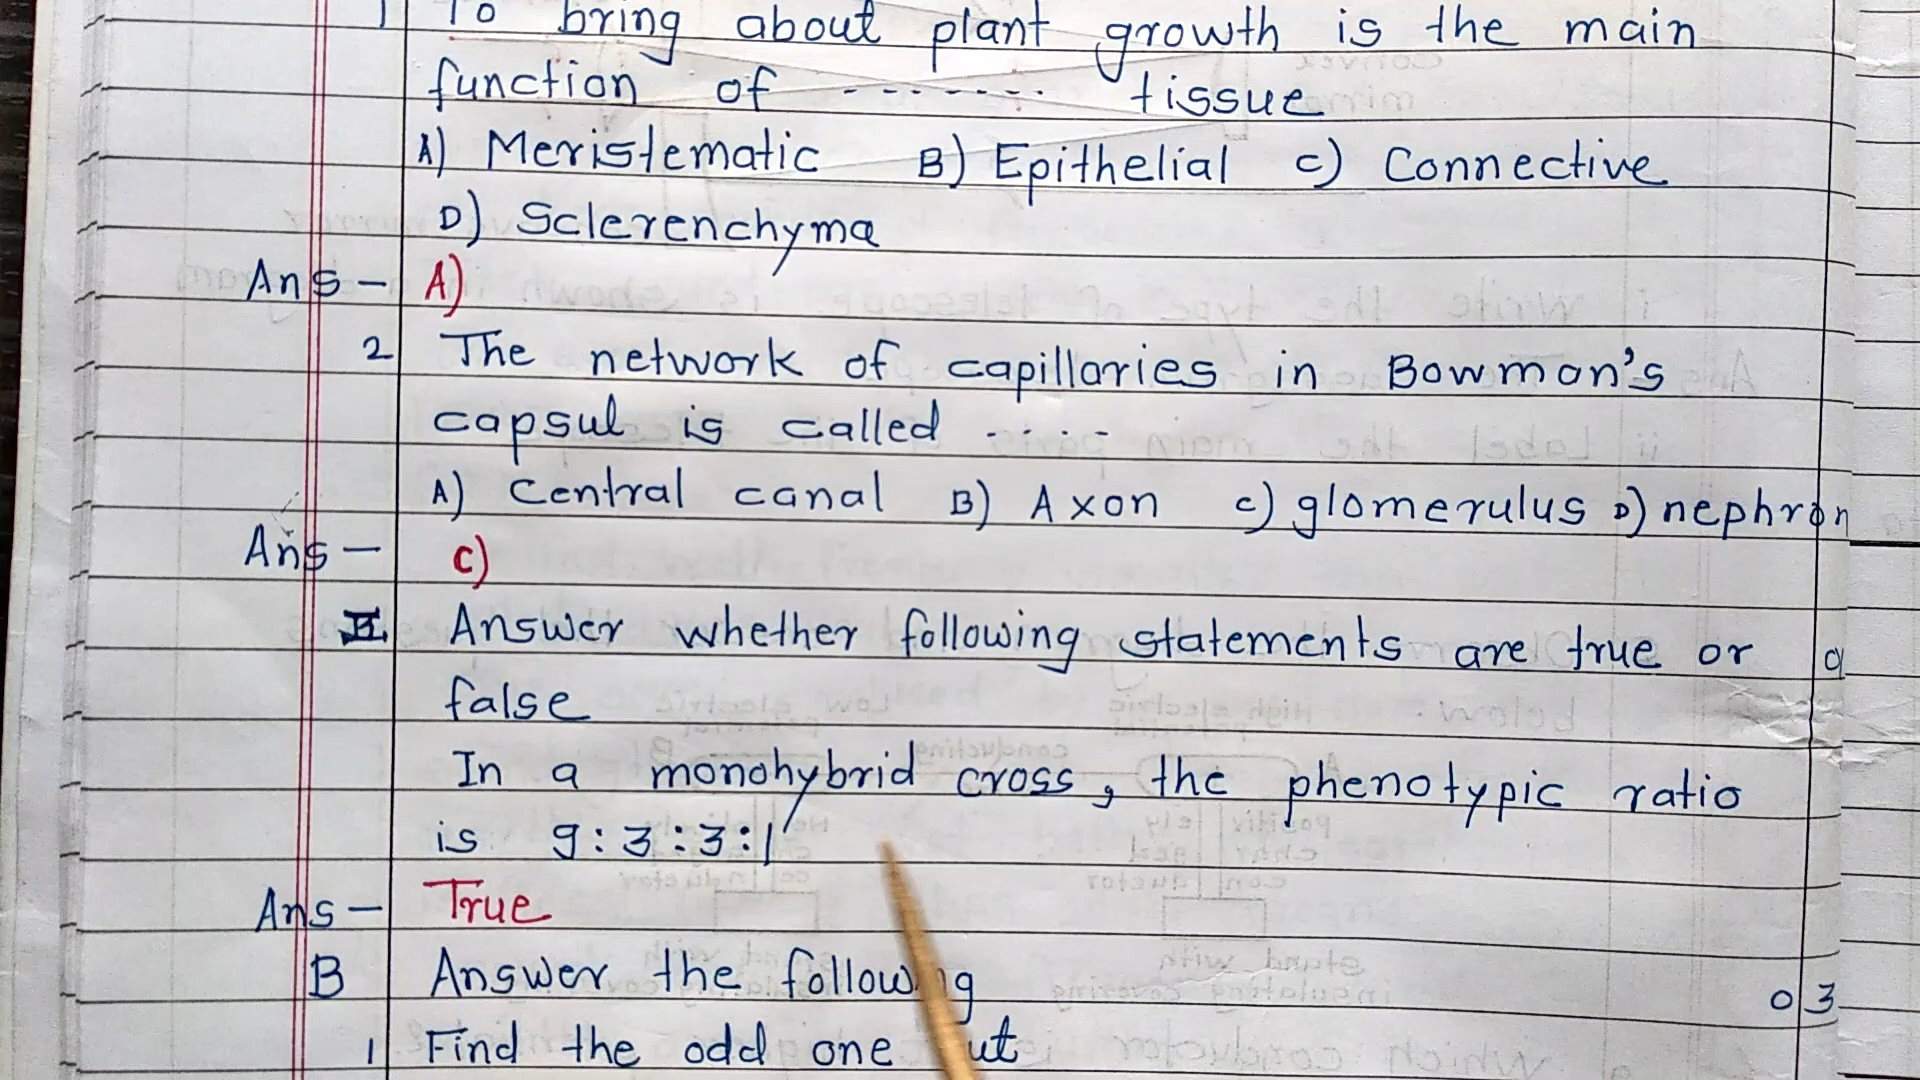 1 To bring about plant growth is the main
function of ------- tissue
A) Meristematic B) Epithelial C) Connective
D) Sclerenchyma
Ans - A)
2 The network of capillaries in Bowman's
capsul is called .....
A) Central canal B) Axon C) glomerulus D) nephron
Ans - C)
II. Answer whether following statements are true or
false
In a monohybrid cross, the phenotypic ratio
is 9:3:3:1
Ans - True
B Answer the following 03
1 Find the odd one out